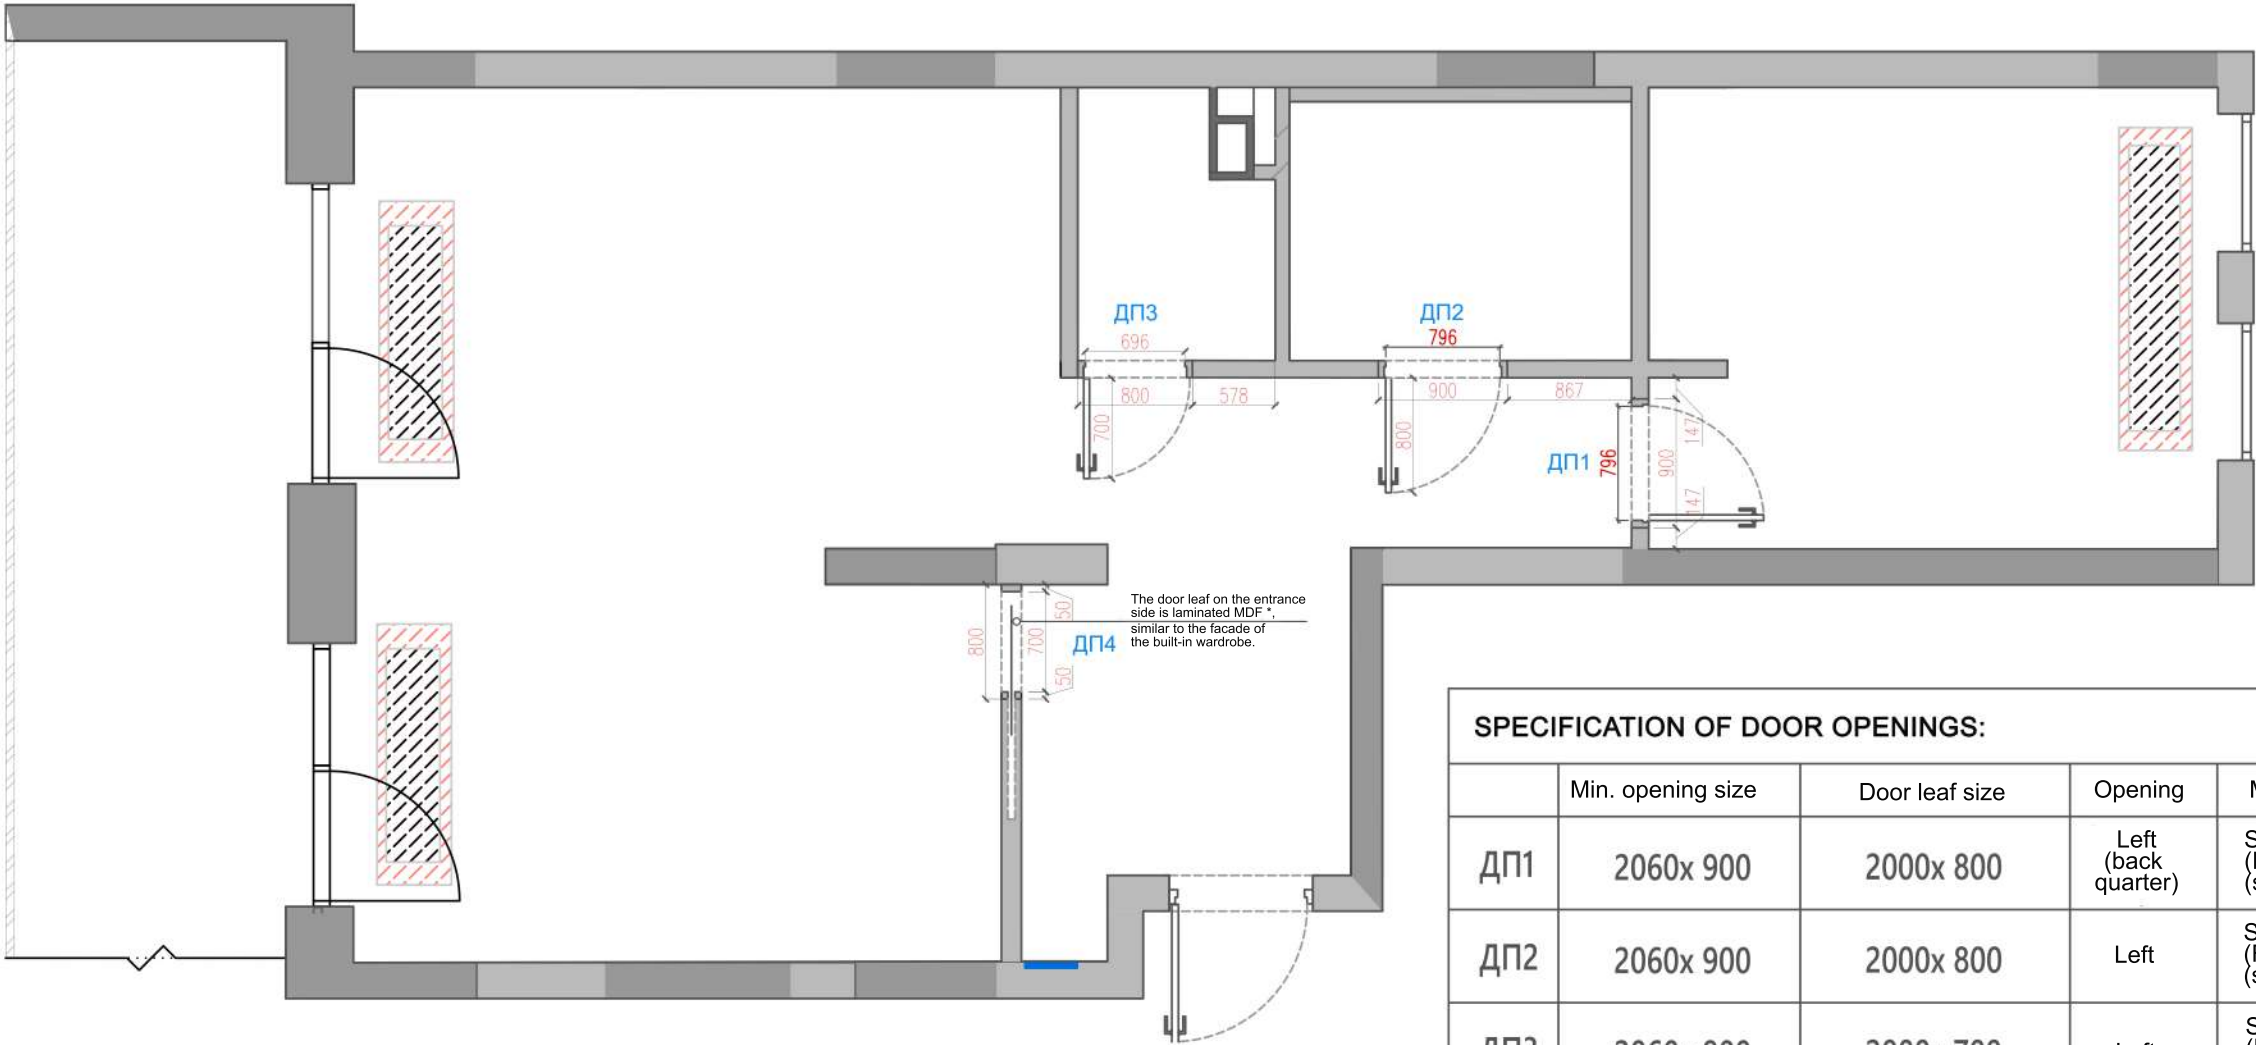 ДП3
696
800
578
700
ДП2
796
900
867
800
ДП1
796
900
147
147
The door leaf on the entrance
side is laminated MDF *,
similar to the facade of
the built-in wardrobe.
800
50
700
50
ДП4
SPECIFICATION OF DOOR OPENINGS:
Min. opening size
Door leaf size
Opening
ДП1
2060x 900
2000x 800
Left
(back
quarter)
ДП2
2060x 900
2000x 800
Left